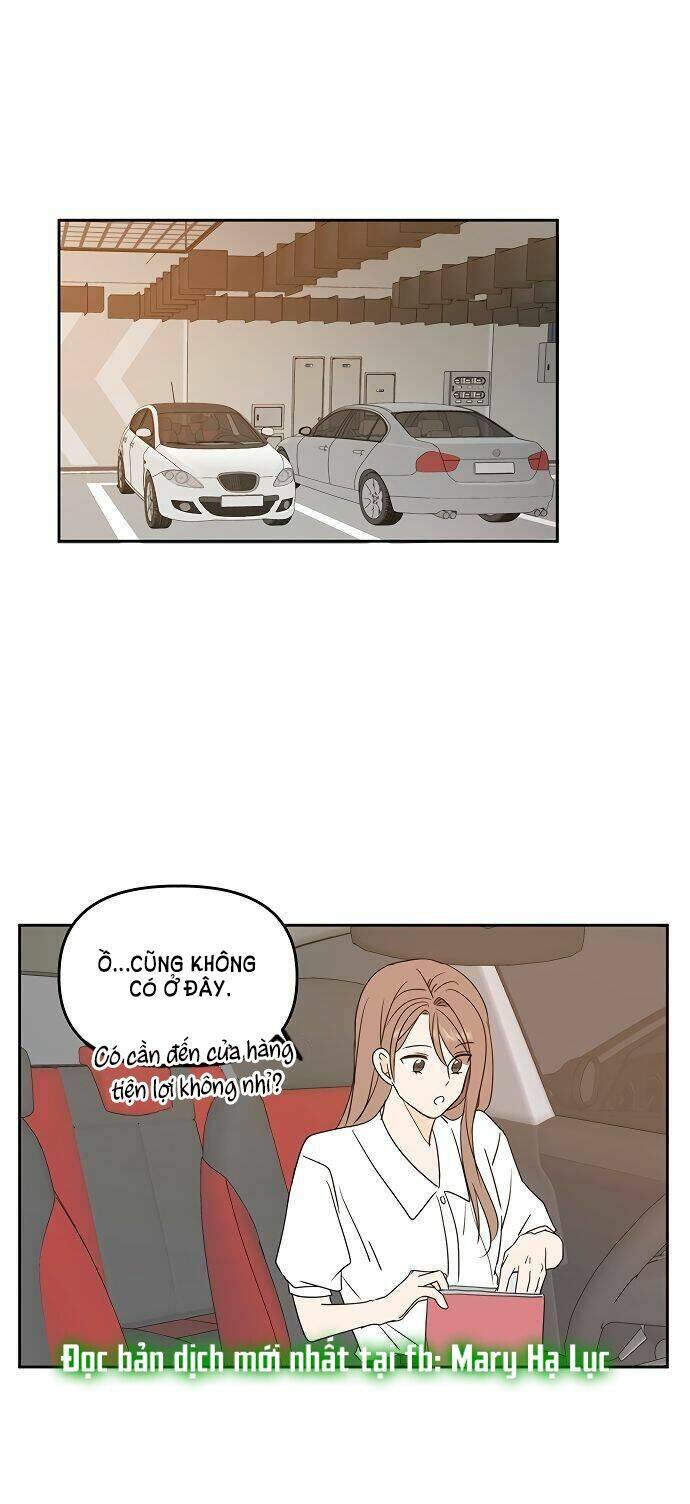 Ồ...CŨNG KHÔNG
CÓ Ở ĐÂY.
Có cần đến cửa hàng
tiện lợi không nhỉ?
Đọc bản dịch mới nhất tại fb: Mary Hạ Lục